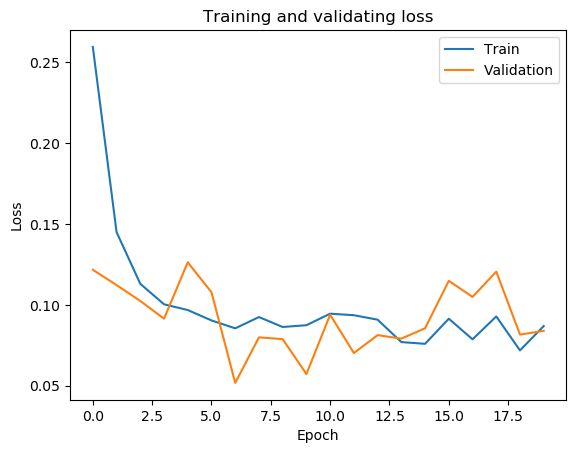 Training and validating loss
Train
Validation
0.25
0.20
0.15
0.10
0.05
Loss
0.0 2.5 5.0 7.5 10.0 12.5 15.0 17.5
Epoch